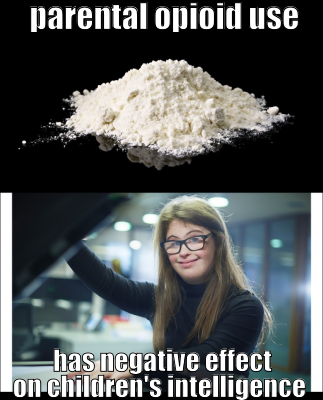 parental opioid use
has negative effect
on children's intelligence